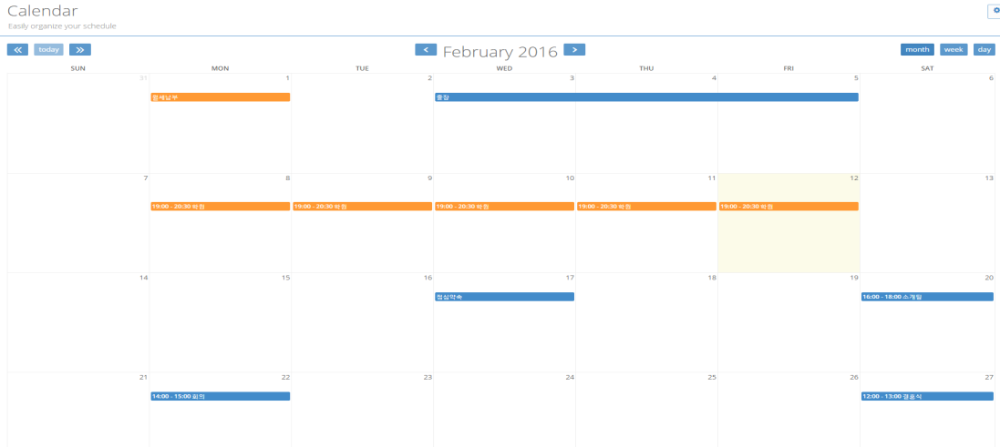 Calendar
Easily organize your schedule
today
February 2016
month week day
SUN MON TUE WED THU FRI SAT
31 1 2 3 4 5 6
월세납부 출장
7 8 9 10 11 12 13
19:00 - 20:30 학원 19:00 - 20:30 학원 19:00 - 20:30 학원 19:00 - 20:30 학원 19:00 - 20:30 학원
14 15 16 17 18 19 20
점심약속 16:00 - 18:00 소개팅
21 22 23 24 25 26 27
14:00 - 15:00 회의 12:00 - 13:00 결혼식